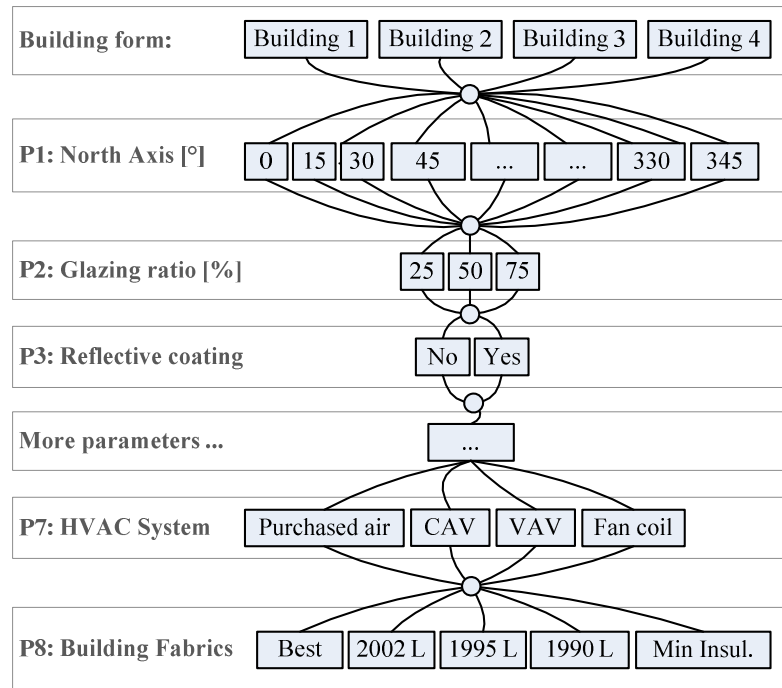 Building form: Building 1 Building 2 Building 3 Building 4
P1: North Axis [°] 0 15 30 45 ... ... 330 345
P2: Glazing ratio [%] 25 50 75
P3: Reflective coating No Yes
More parameters ... ...
P7: HVAC System Purchased air CAV VAV Fan coil
P8: Building Fabrics Best 2002 L 1995 L 1990 L Min Insul.